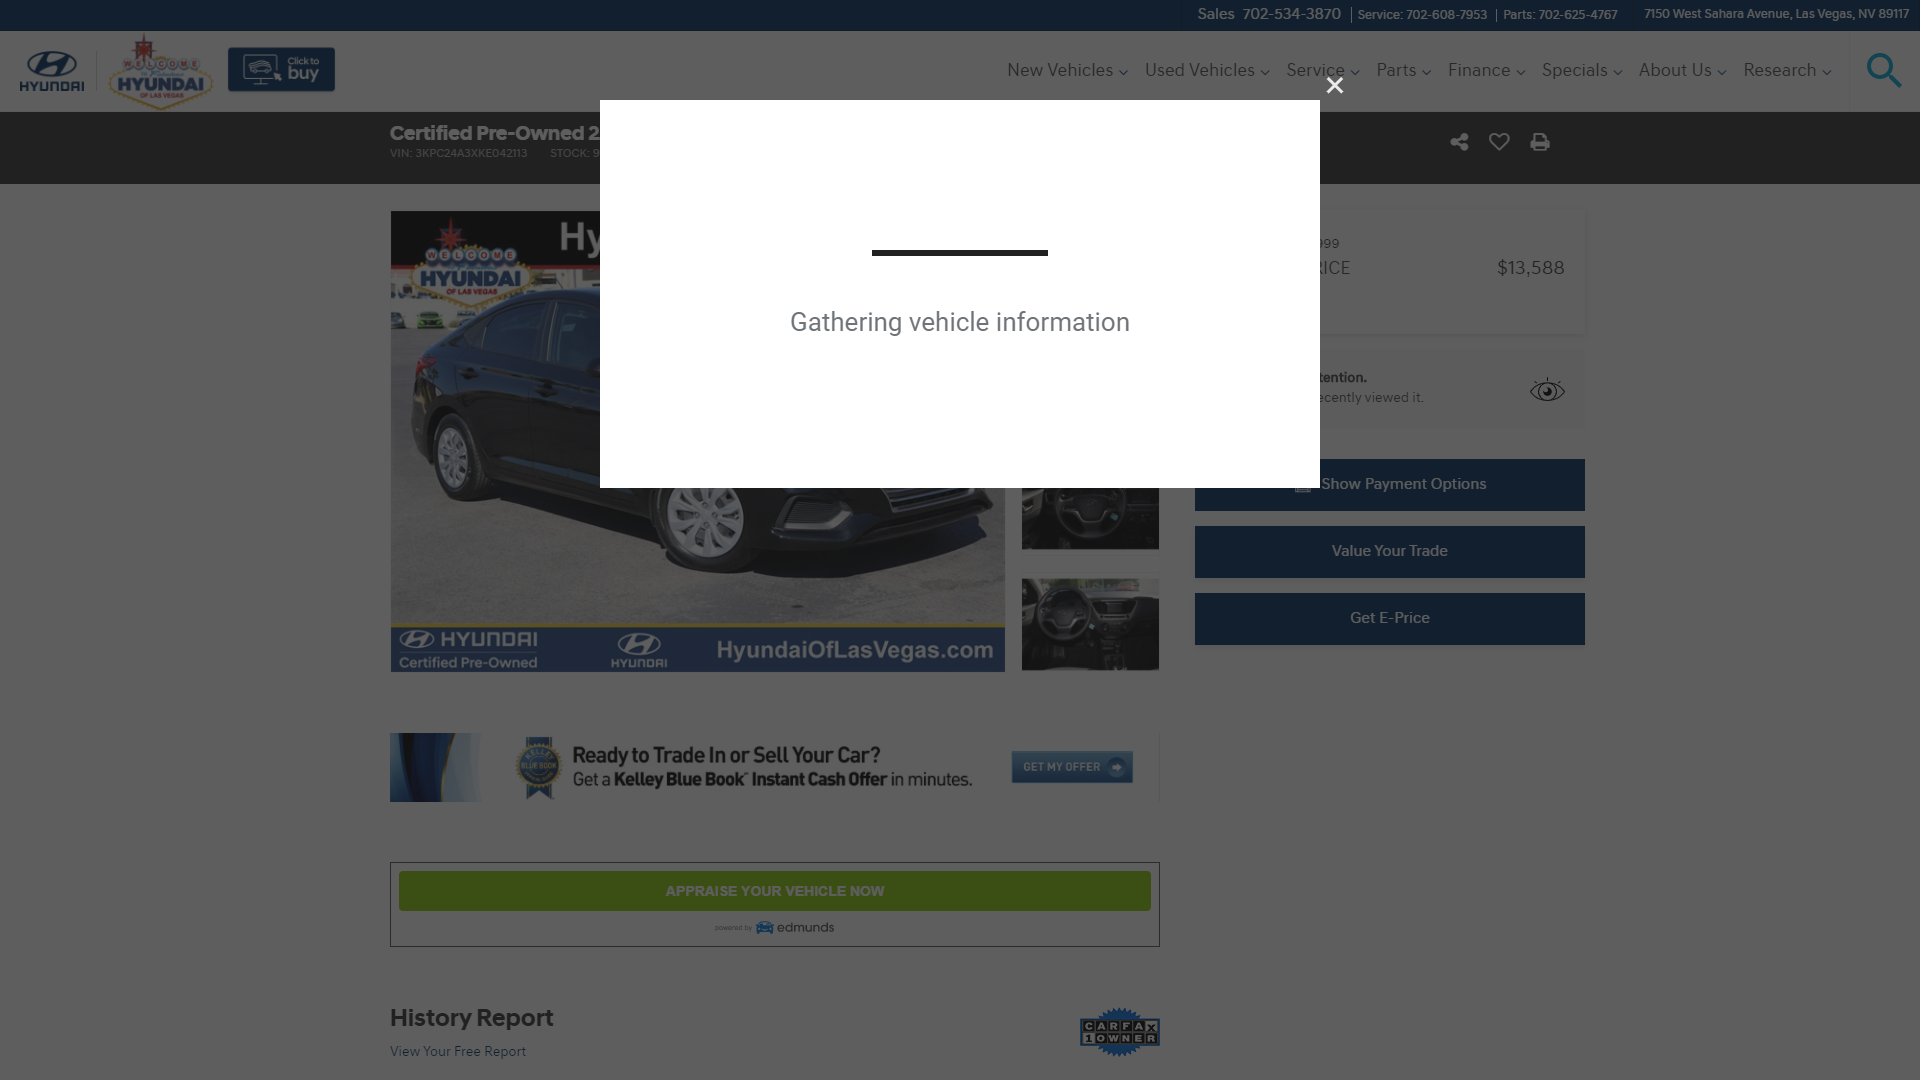 Sales 702-534-3870 | Service: 702-608-7953 | Parts: 702-625-4767 7150 West Sahara Avenue, Las Vegas, NV 89117
HYUNDAI
WELCOME
HYUNDAI
OF LAS VEGAS
Click to
buy
New Vehicles Used Vehicles Service Parts Finance Specials About Us Research
×
Certified Pre-Owned 2
VIN: 3KPC24A3XKE042113 STOCK: 9
WELCOME
HYUNDAI
OF LAS VEGAS
Hy
Gathering vehicle information
999
RICE $13,588
tention.
ecently viewed it.
Show Payment Options
Value Your Trade
Get E-Price
HYUNDAI
Certified Pre-Owned
HYUNDAI
HyundaiOfLasVegas.com
KELLEY
BLUE BOOK
Ready to Trade In or Sell Your Car?
Get a Kelley Blue Book Instant Cash Offer in minutes.
GET MY OFFER
APPRAISE YOUR VEHICLE NOW
powered by edmunds
History Report
View Your Free Report
CARFAX
1 OWNER